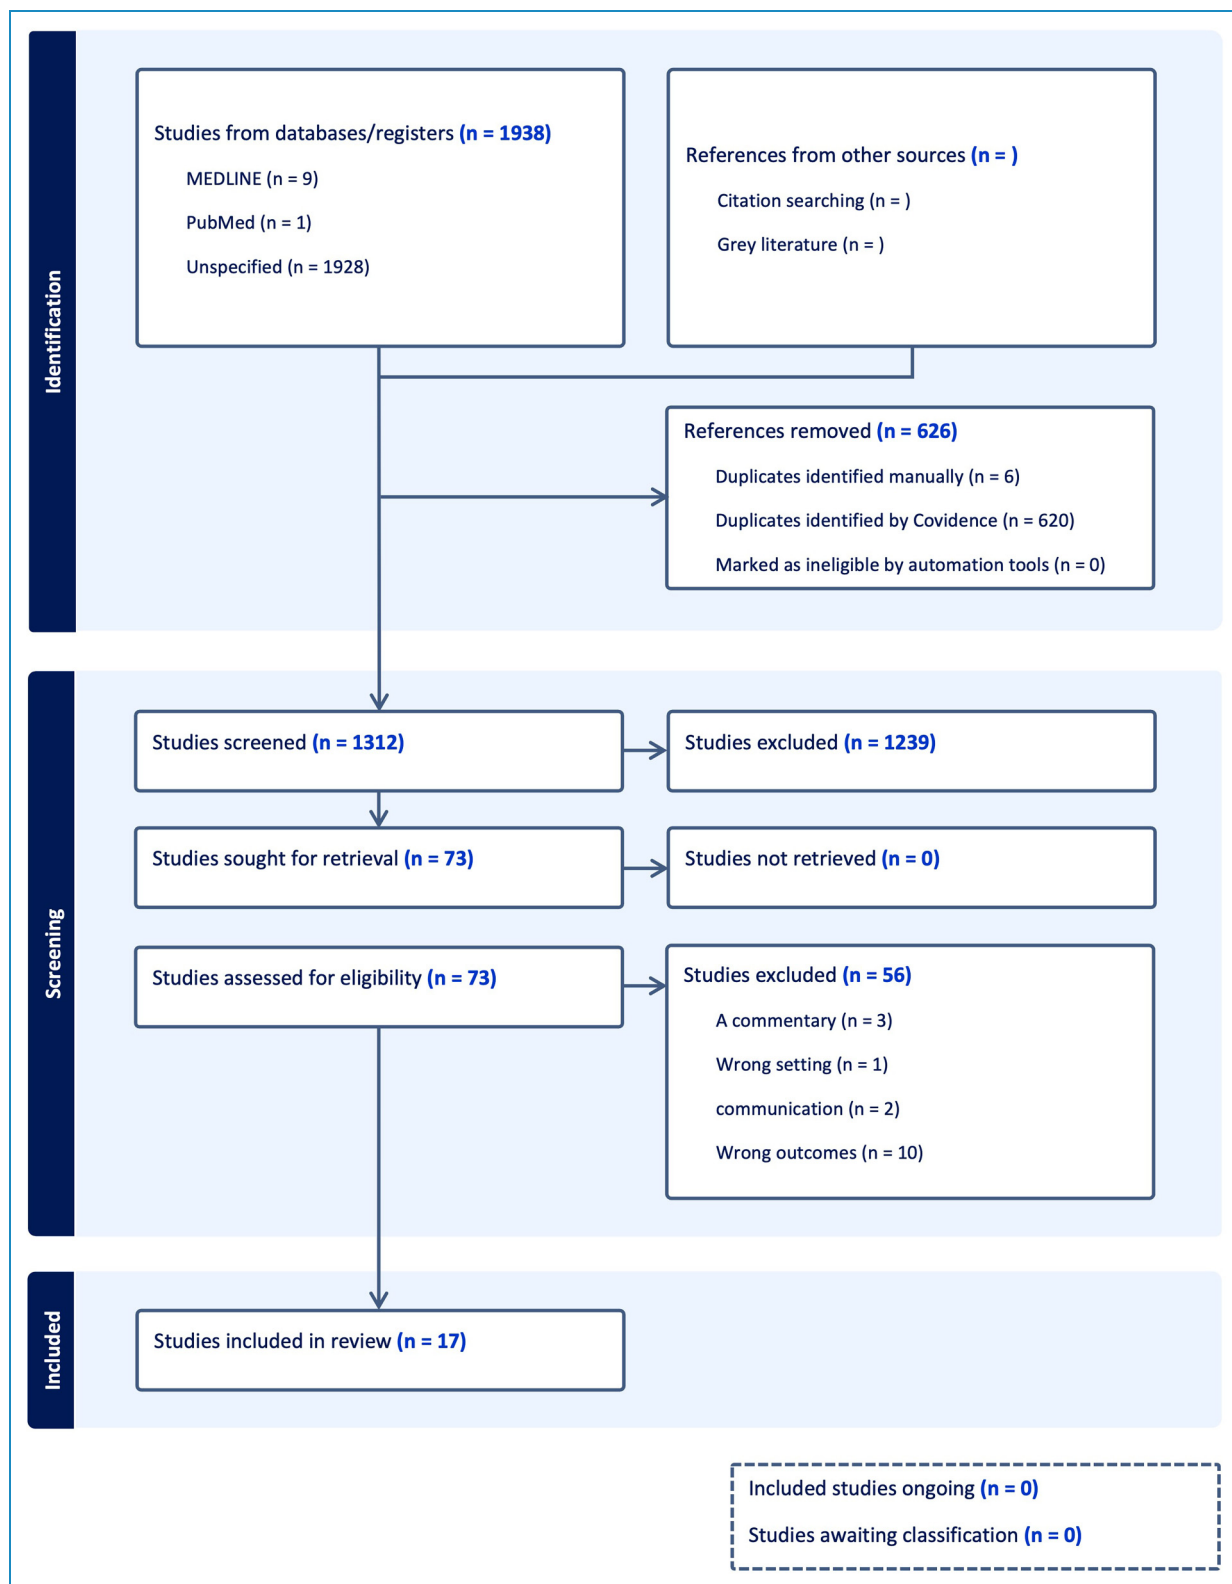 Identification
Studies from databases/registers (n = 1938)
MEDLINE (n = 9)
PubMed (n = 1)
Unspecified (n = 1928)
References from other sources (n = )
Citation searching (n = )
Grey literature (n = )
References removed (n = 626)
Duplicates identified manually (n = 6)
Duplicates identified by Covidence (n = 620)
Marked as ineligible by automation tools (n = 0)
Screening
Studies screened (n = 1312)
Studies excluded (n = 1239)
Studies sought for retrieval (n = 73)
Studies not retrieved (n = 0)
Studies assessed for eligibility (n = 73)
Studies excluded (n = 56)
A commentary (n = 3)
Wrong setting (n = 1)
communication (n = 2)
Wrong outcomes (n = 10)
Included
Studies included in review (n = 17)
Included studies ongoing (n = 0)
Studies awaiting classification (n = 0)